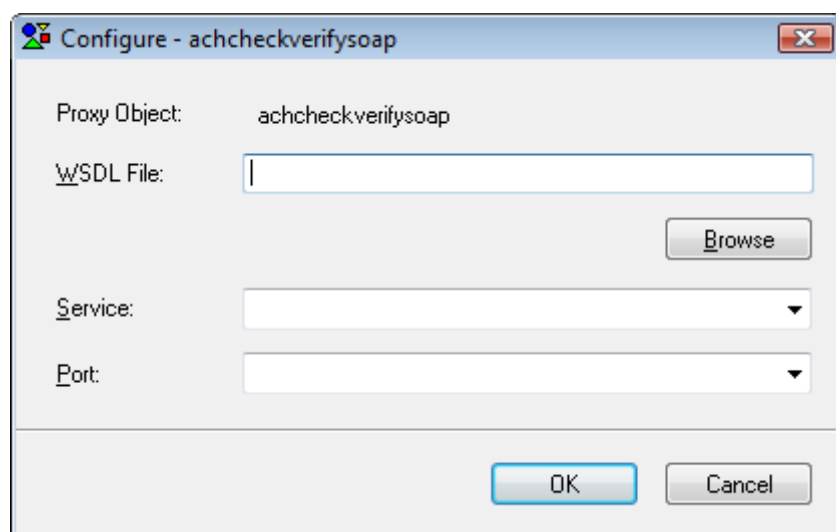 Configure - achcheckverifysoap
Proxy Object: achcheckverifysoap
WSDL File:
Browse
Service:
Port:
OK Cancel